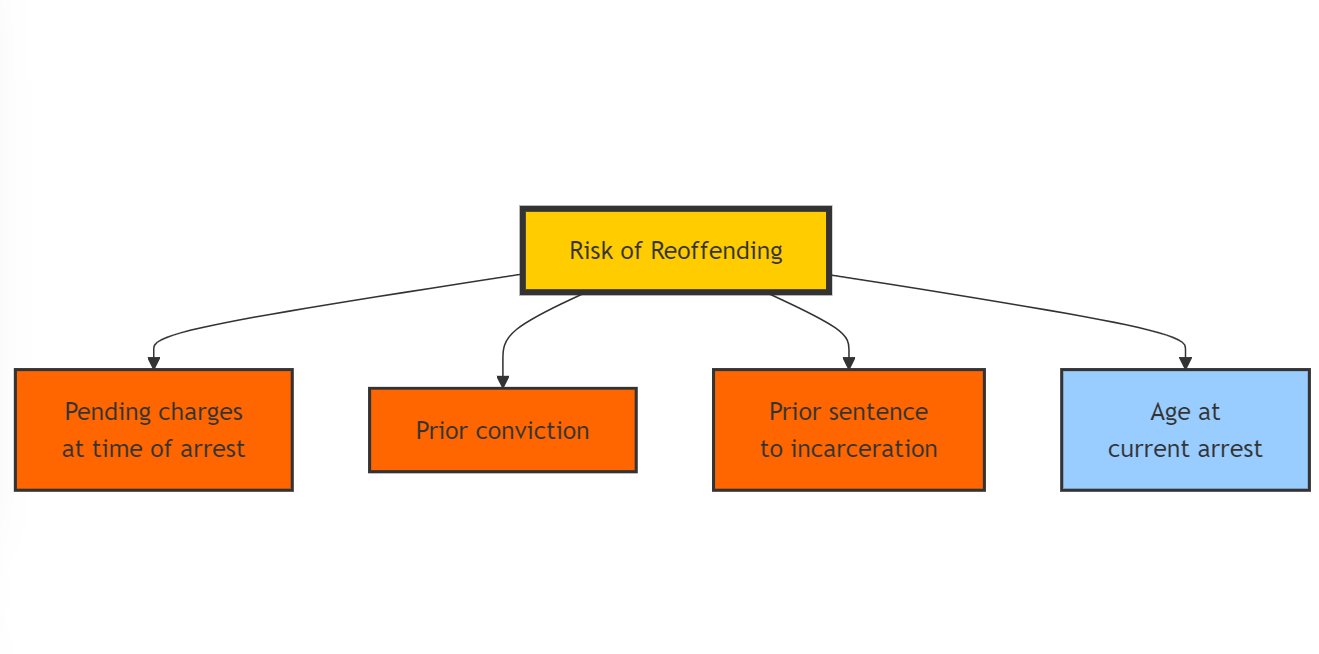 Risk of Reoffending
Pending charges
at time of arrest
Prior conviction
Prior sentence
to incarceration
Age at
current arrest